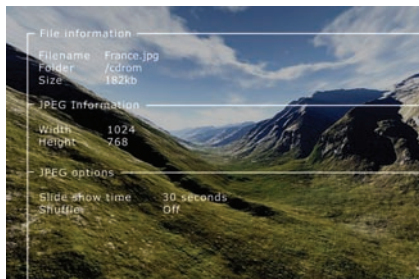 File information
Filename France.jpg
Folder /cdrom
Size 182kb
JPEG Information
Width 1024
Height 768
JPEG options
Slide show time 30 seconds
Shuffle Off